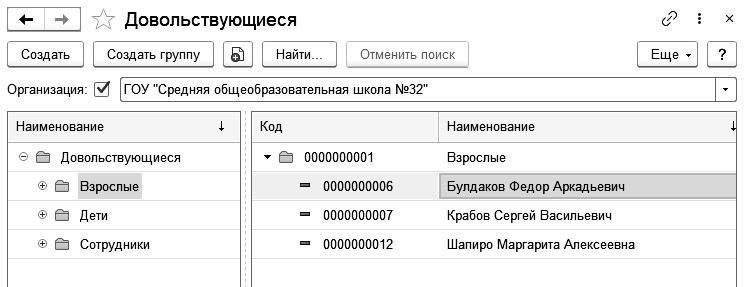 Довольствующиеся
Создать Создать группу Найти... Отменить поиск Еще ?
Организация: ГОУ "Средняя общеобразовательная школа №32"
Наименование Код Наименование
Довольствующиеся 0000000001 Взрослые
Взрослые 0000000006 Булдаков Федор Аркадьевич
Дети 0000000007 Крабов Сергей Васильевич
Сотрудники 0000000012 Шапиро Маргарита Алексеевна